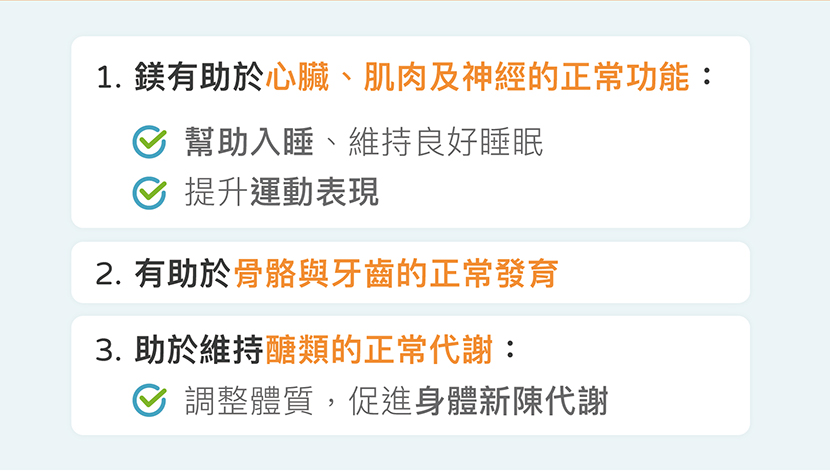 1. 鎂有助於心臟、肌肉及神經的正常功能：
幫助入睡、維持良好睡眠
提升運動表現
2. 有助於骨骼與牙齒的正常發育
3. 助於維持醣類的正常代謝：
調整體質，促進身體新陳代謝